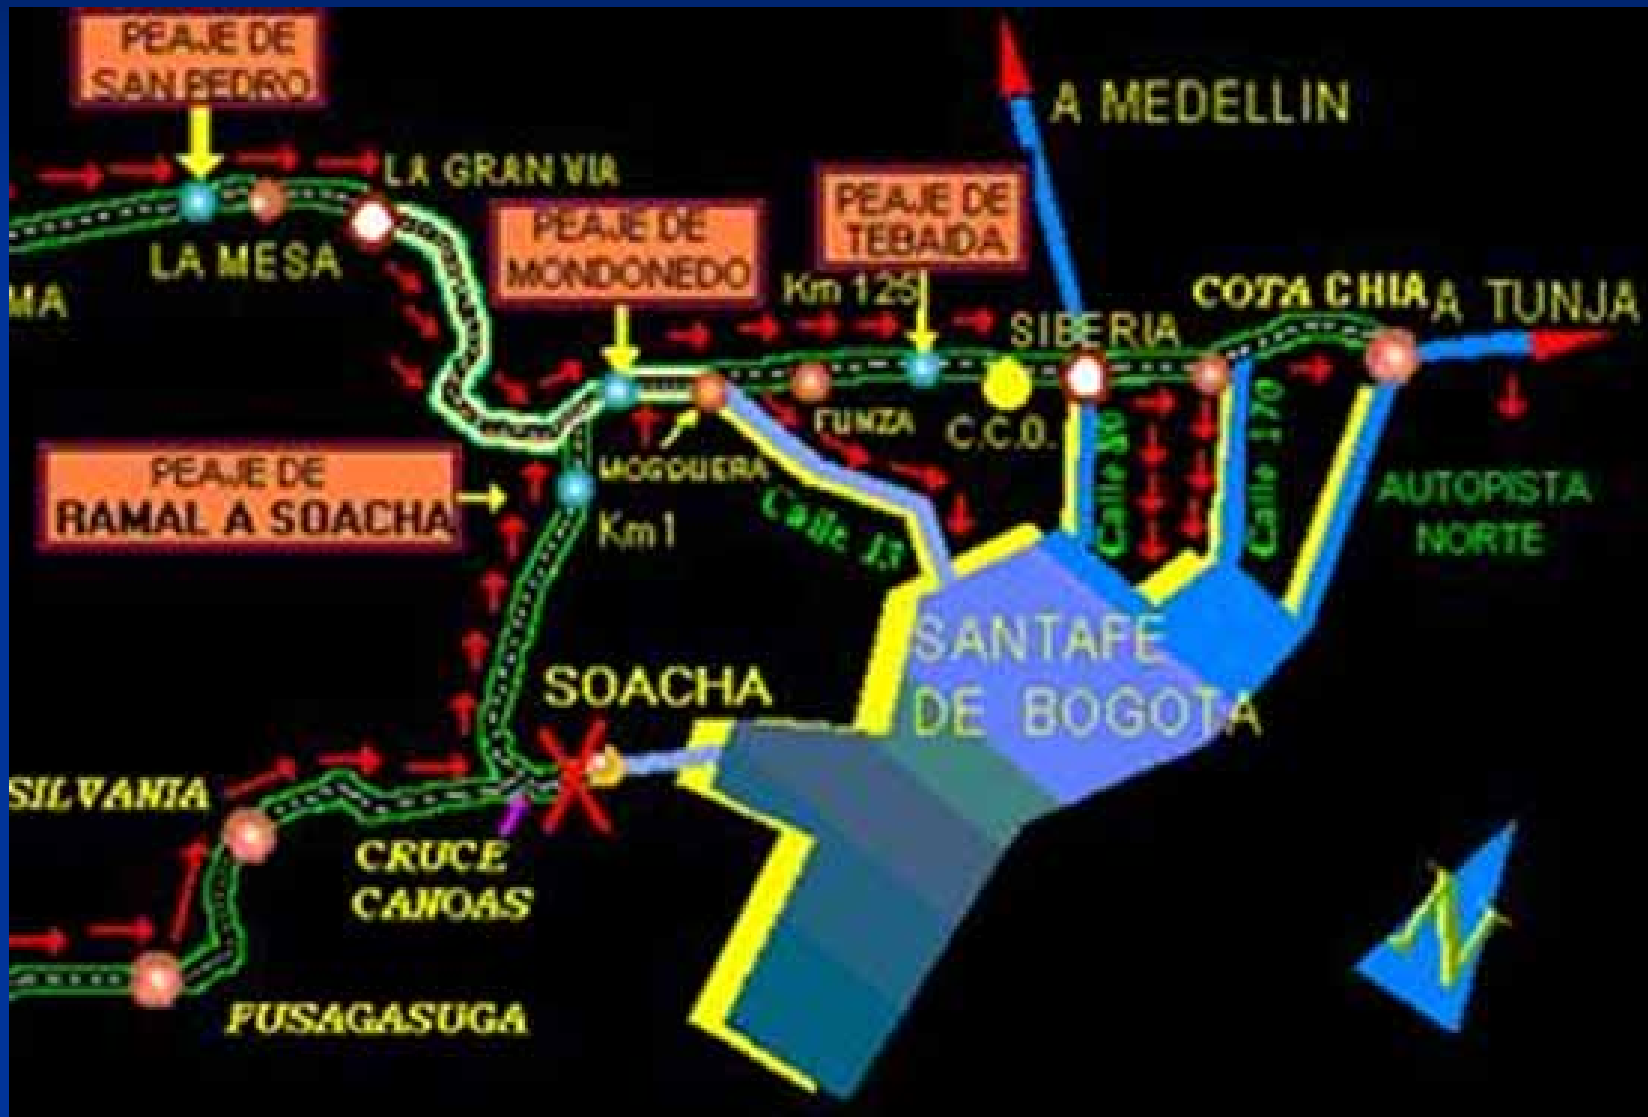 PEAJE DE
SAN PEDRO
A MEDELLIN
LA GRAN VIA
PEAJE DE
TEBAIDA
PEAJE DE
MONDONEDO
LA MESA
Km 125
COTA CHIA
A TUNJA
MA
SIBERIA
FUNZA
C.C.O.
PEAJE DE
RAMAL A SOACHA
Km1
Calle 13
Calle 80
Calle 170
AUTOPISTA
NORTE
SANTAFE
DE BOGOTA
SOACHA
SILVANIA
CRUCE
CANOAS
FUSAGASUGA
N